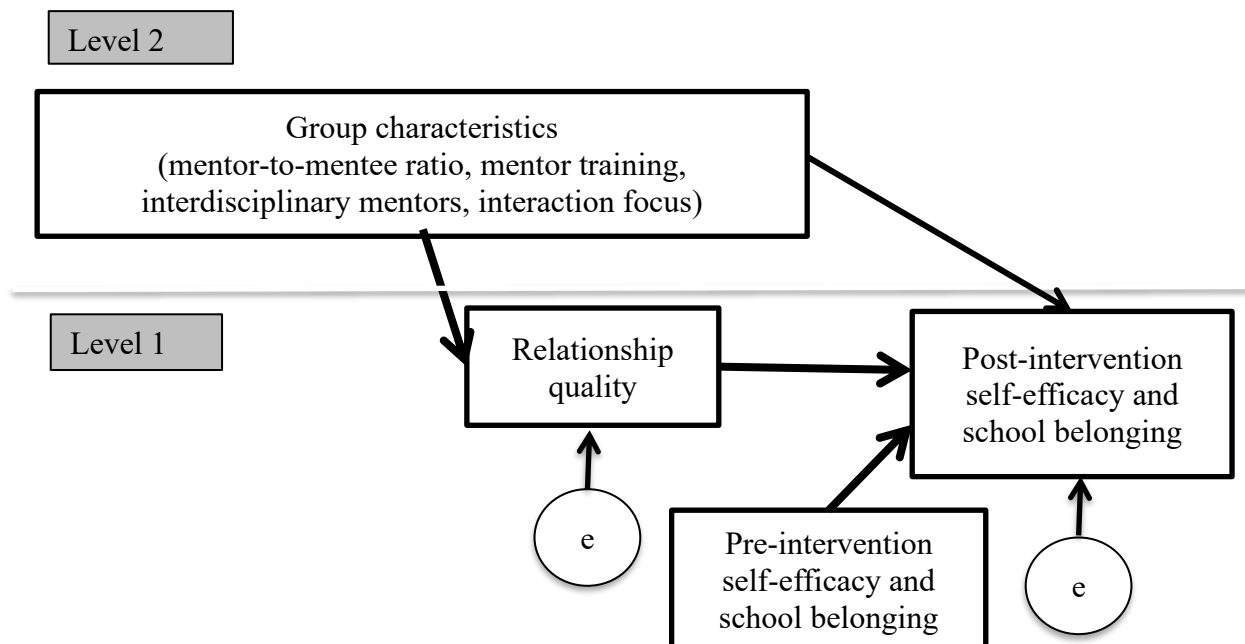 Level 2
Group characteristics
(mentor-to-mentee ratio, mentor training,
interdisciplinary mentors, interaction focus)
Level 1
Relationship
quality
Post-intervention
self-efficacy and
school belonging
e
Pre-intervention
self-efficacy and
school belonging
e